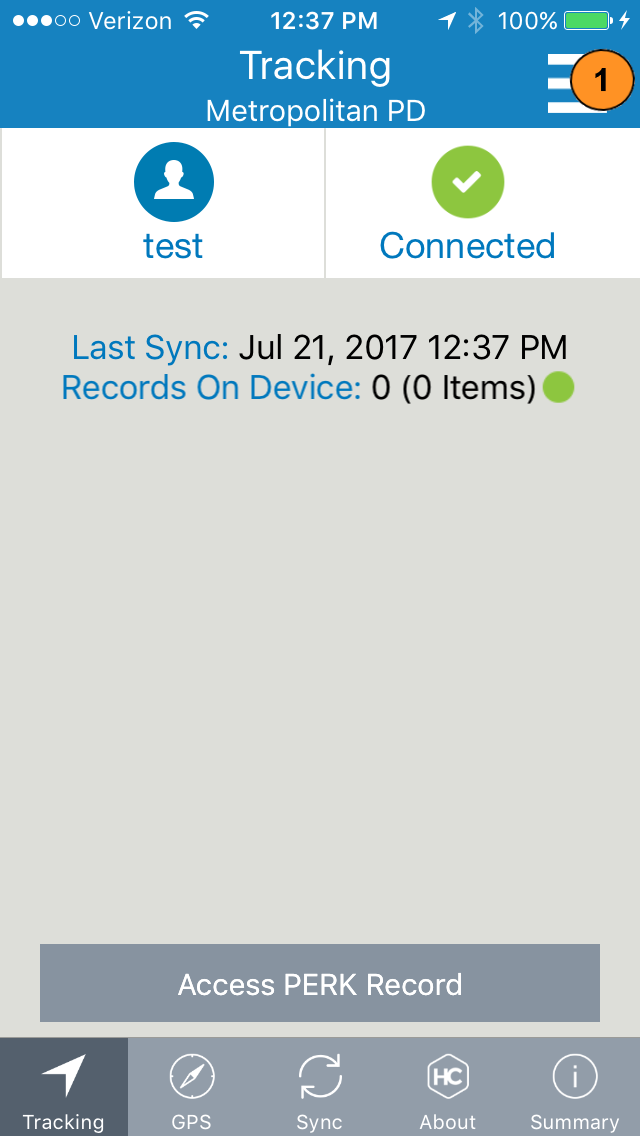 Verizon 12:37 PM 100%
Tracking
Metropolitan PD
1
test
Connected
Last Sync: Jul 21, 2017 12:37 PM
Records On Device: 0 (0 Items)
Access PERK Record
HC
i
Tracking GPS Sync About Summary